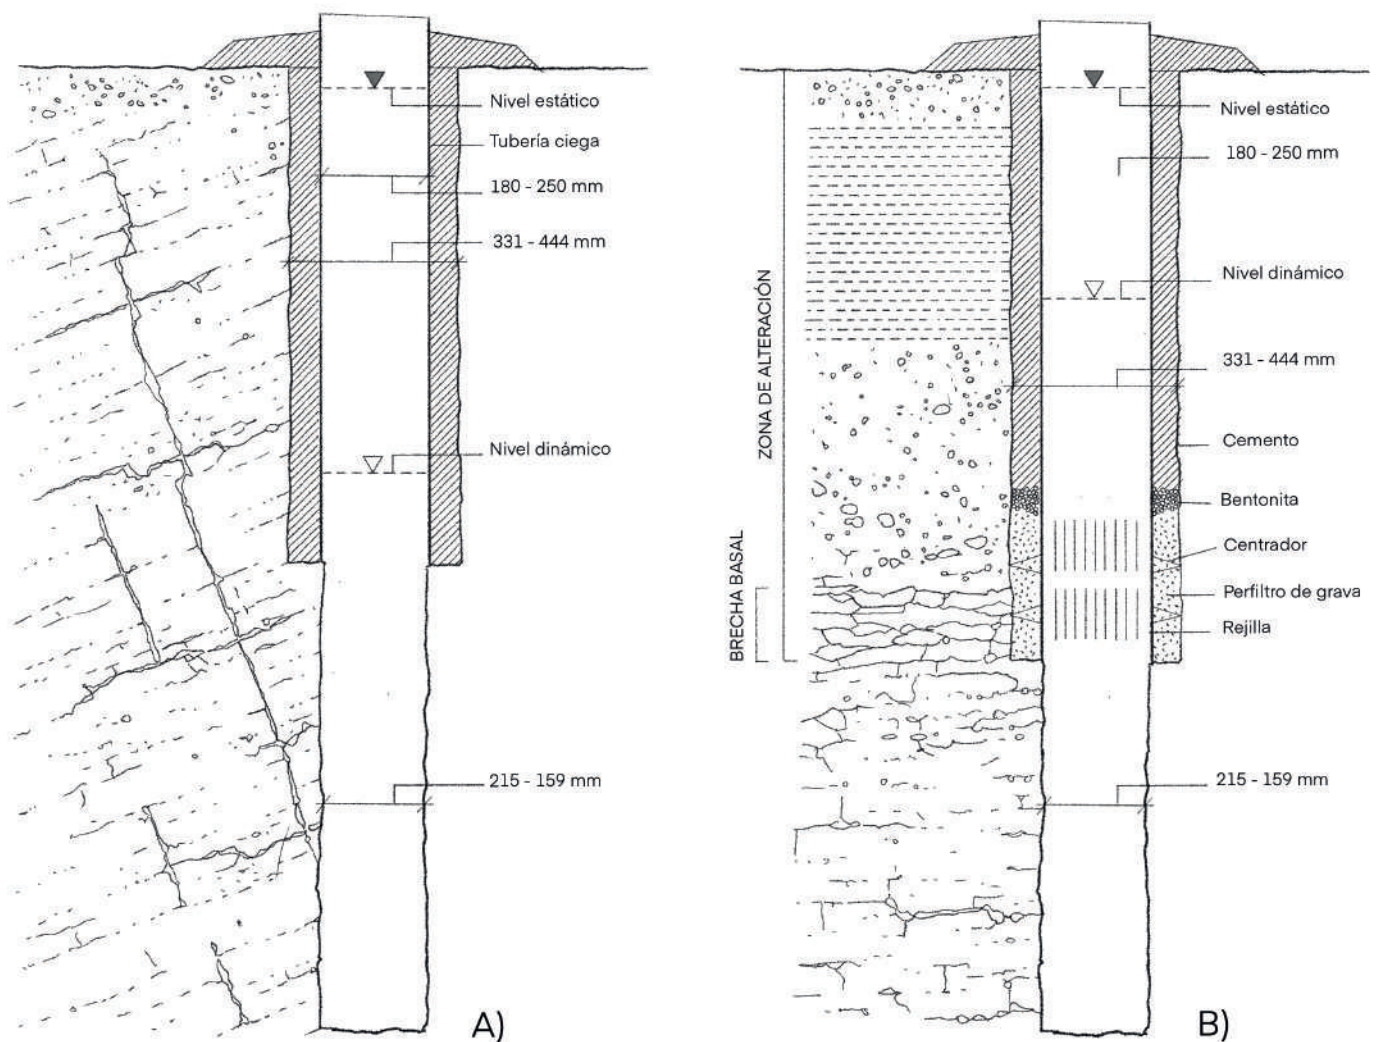 Nivel estático
Tubería ciega
180 - 250 mm
331 - 444 mm
Nivel dinámico
215 - 159 mm
A)
ZONA DE ALTERACIÓN
BRECHA BASAL
Nivel estático
180 - 250 mm
Nivel dinámico
331 - 444 mm
Cemento
Bentonita
Centrador
Perfiltro de grava
Rejilla
215 - 159 mm
B)